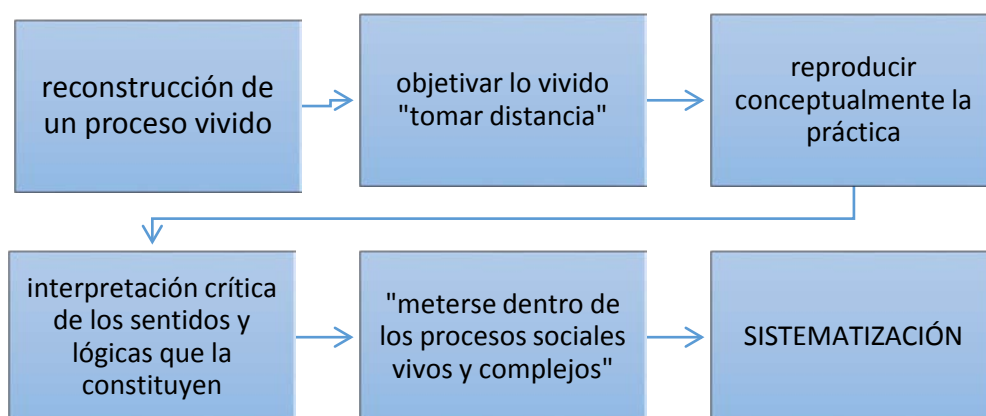 reconstrucción de
un proceso vivido
objetivar lo vivido
"tomar distancia"
reproducir
conceptualmente la
práctica
interpretación crítica
de los sentidos y
lógicas que la
constituyen
"meterse dentro de
los procesos sociales
vivos y complejos"
SISTEMATIZACIÓN